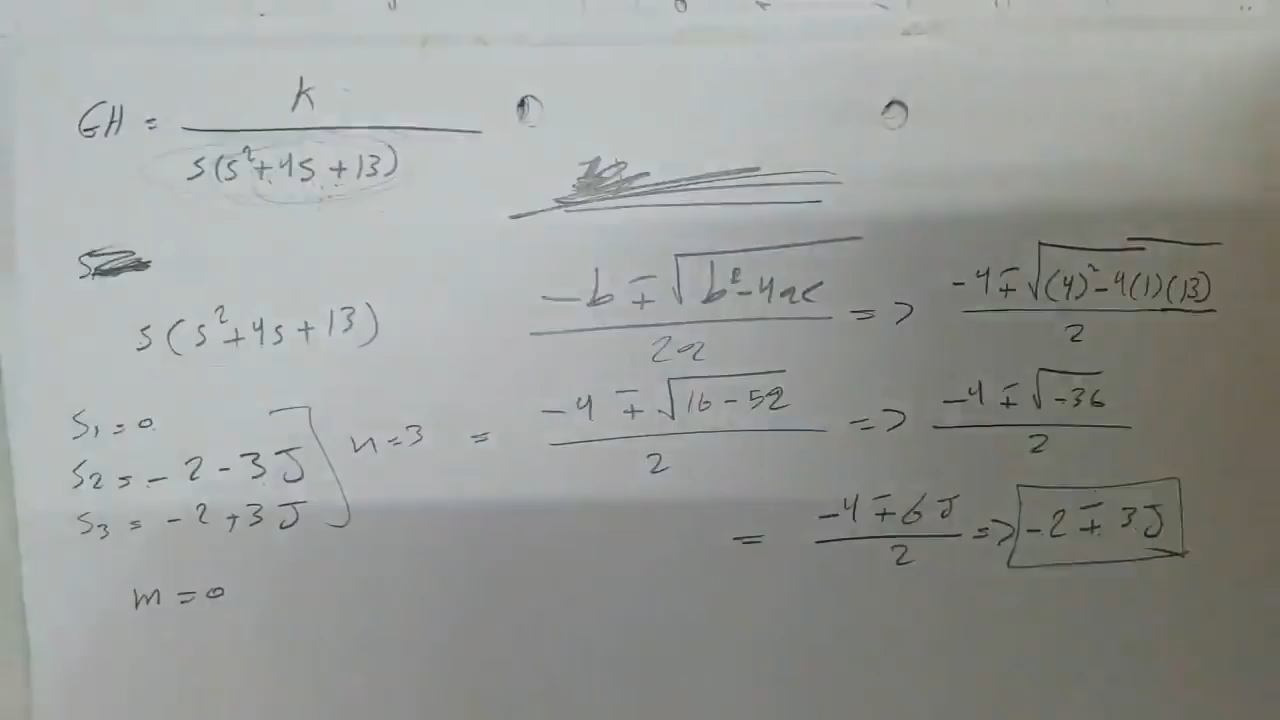 GH = K / s(s²+4s+13)
s(s²+4s+13)
(-b ∓ √(b²-4ac)) / 2a => (-4 ∓ √((4)²-4(1)(13))) / 2
= (-4 ∓ √(16-52)) / 2 => (-4 ∓ √-36) / 2
= (-4 ∓ 6J) / 2 => -2 ∓ 3J
S₁ = 0
S₂ = -2-3J
S₃ = -2+3J
n=3
m=0